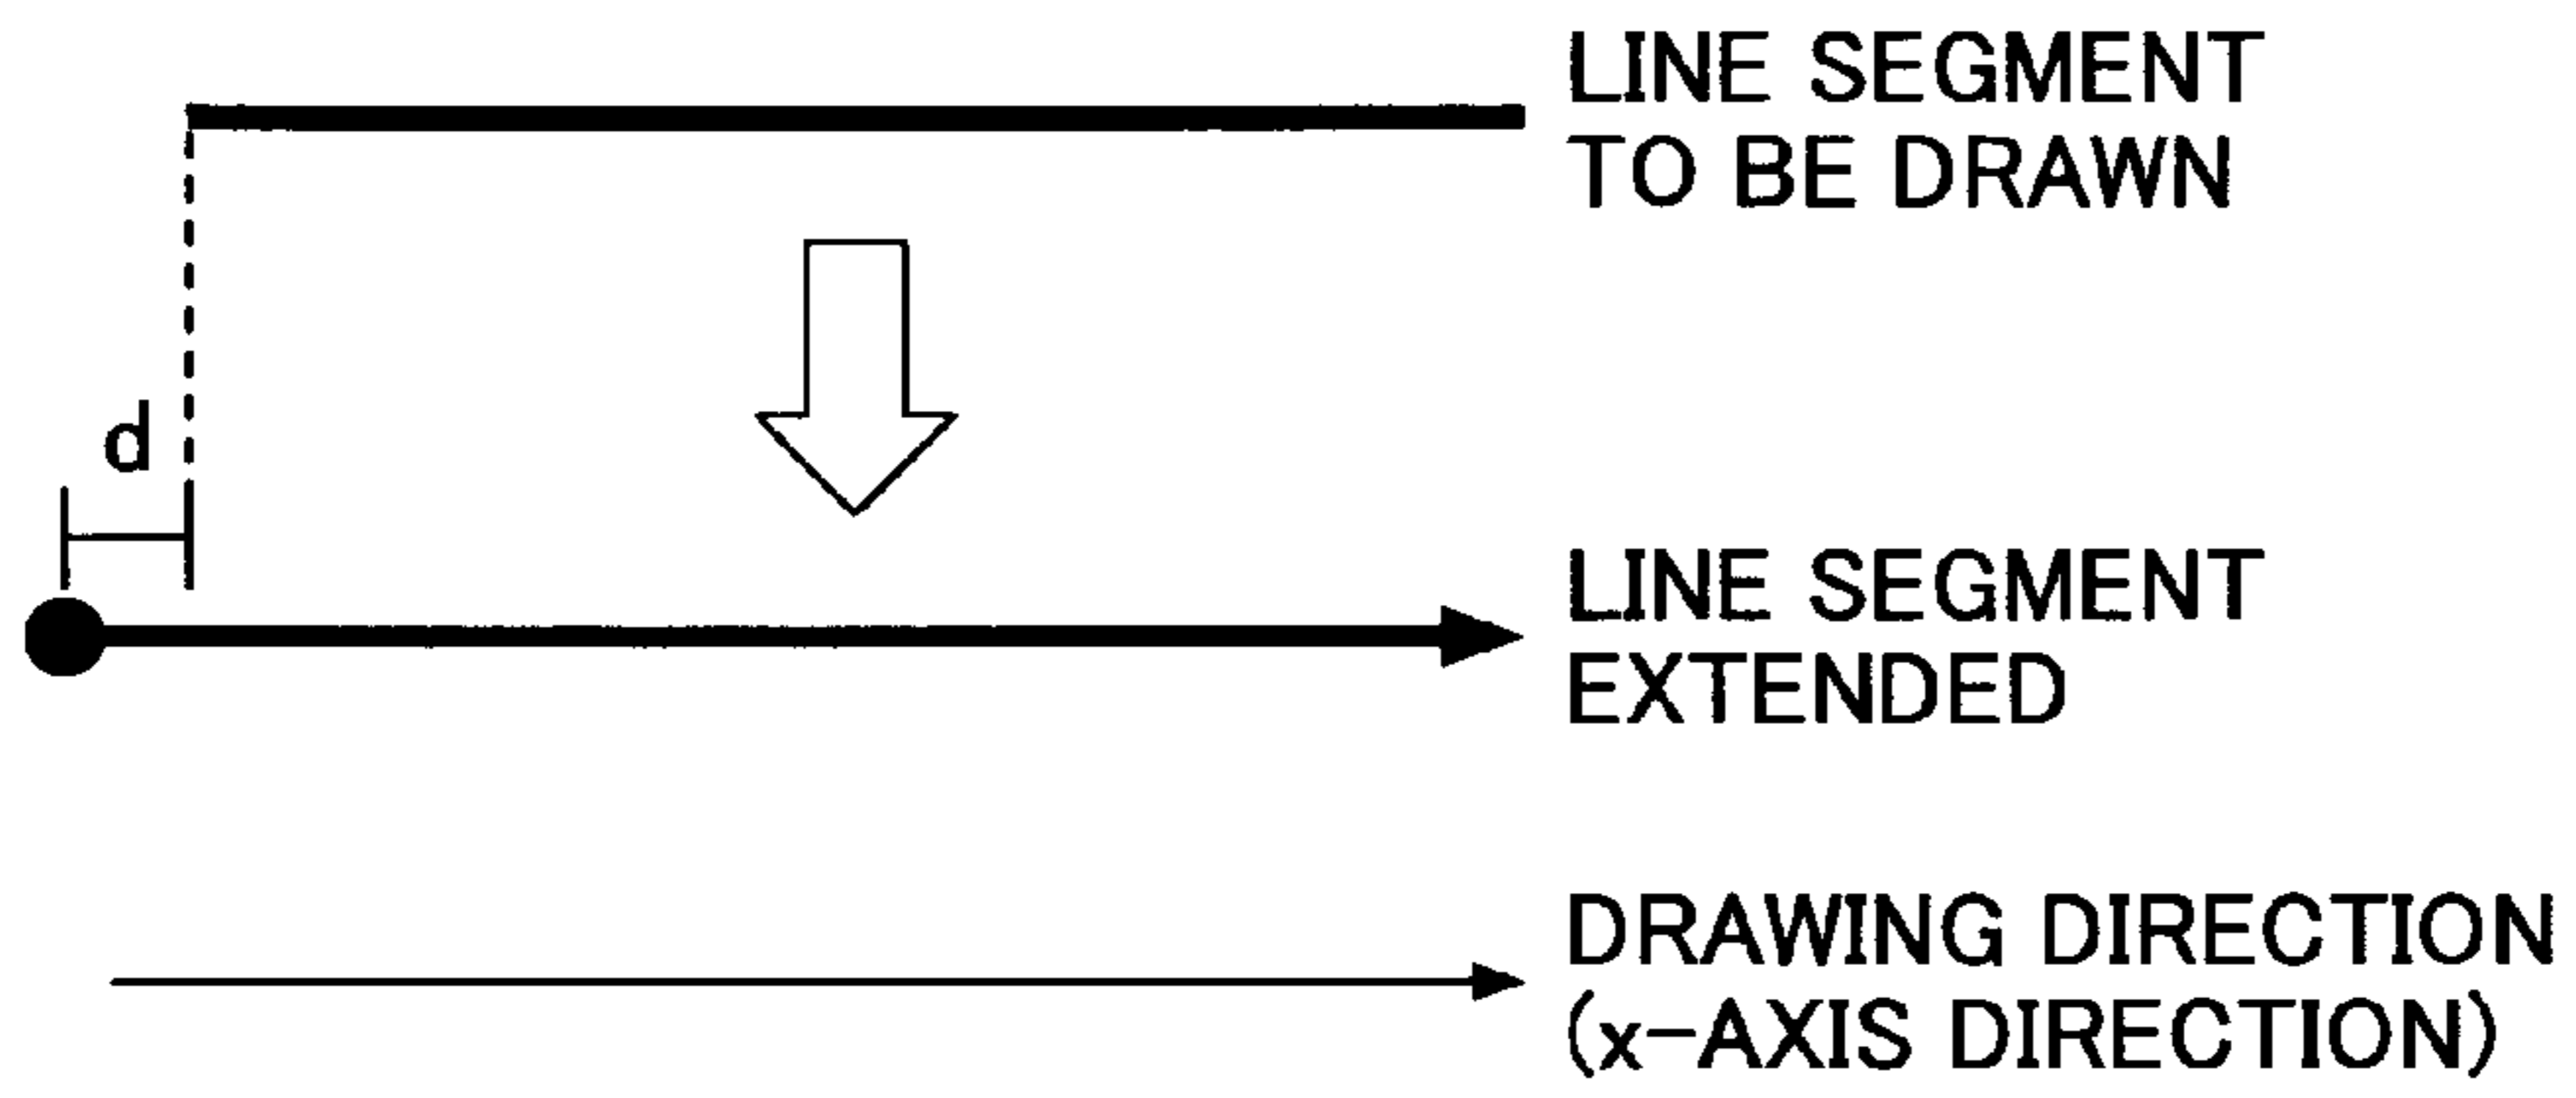 LINE SEGMENT
TO BE DRAWN
d
LINE SEGMENT
EXTENDED
DRAWING DIRECTION
(x-AXIS DIRECTION)